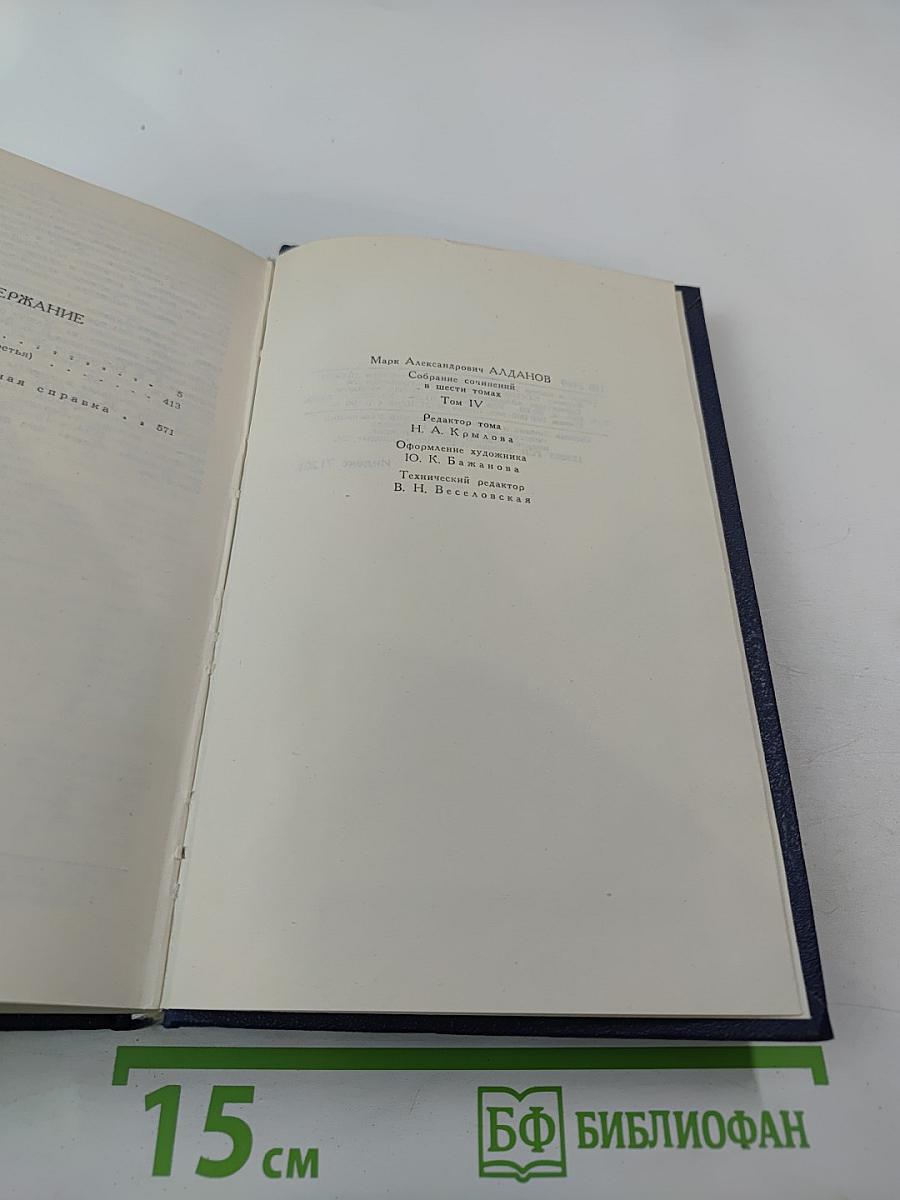 ЕРЖАНИЕ
етья)
5
413
ная справка
571
Марк Александрович АЛДАНОВ
Собрание сочинений
в шести томах
Том IV
Редактор тома
Н. А. Крылова
Оформление художника
Ю. К. Бажанова
Технический редактор
В. Н. Веселовская
15 см
БФ БИБЛИОФАН